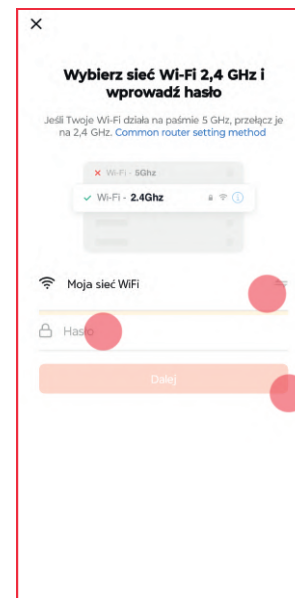 Wybierz sieć Wi-Fi 2,4 GHz i
wprowadź hasło
Jeśli Twoje Wi-Fi działa na paśmie 5 GHz, przełącz je
na 2,4 GHz. Common router setting method
Wi-Fi - 5Ghz
Wi-Fi - 2.4Ghz
Moja sieć WiFi
Hasło
Dalej